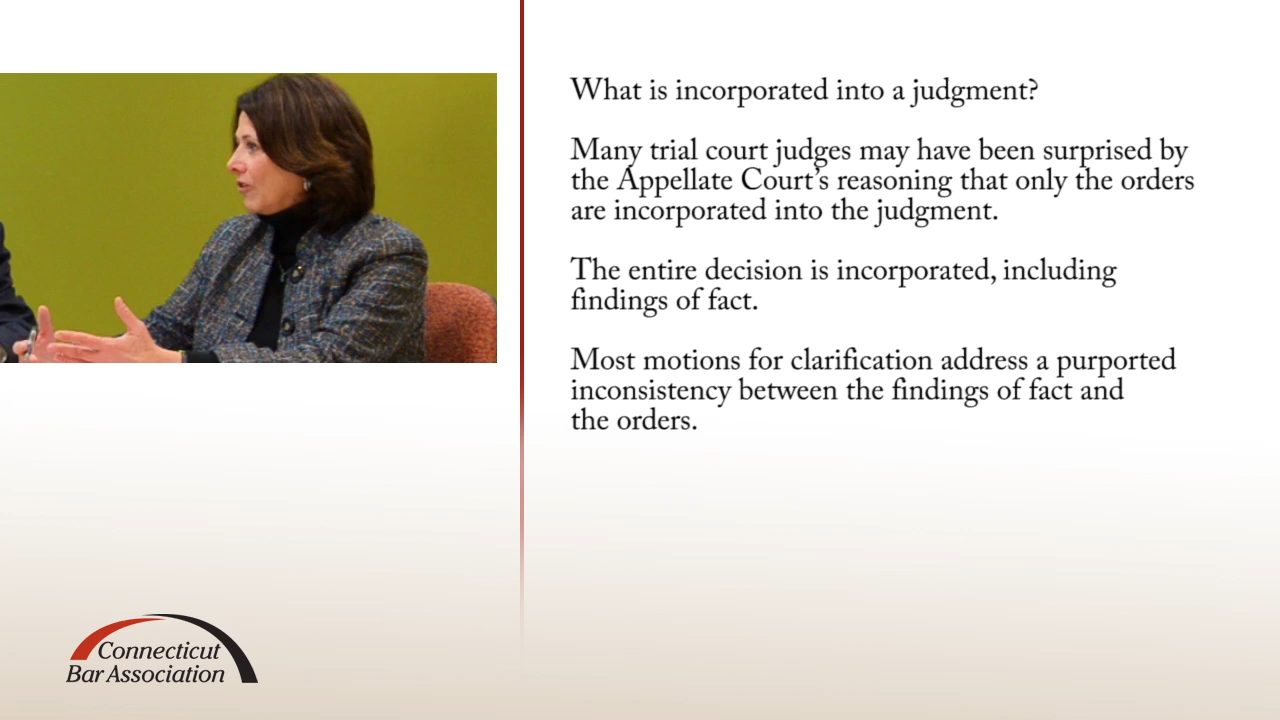 What is incorporated into a judgment?
Many trial court judges may have been surprised by
the Appellate Court's reasoning that only the orders
are incorporated into the judgment.
The entire decision is incorporated, including
findings of fact.
Most motions for clarification address a purported
inconsistency between the findings of fact and
the orders.
Connecticut
Bar Association